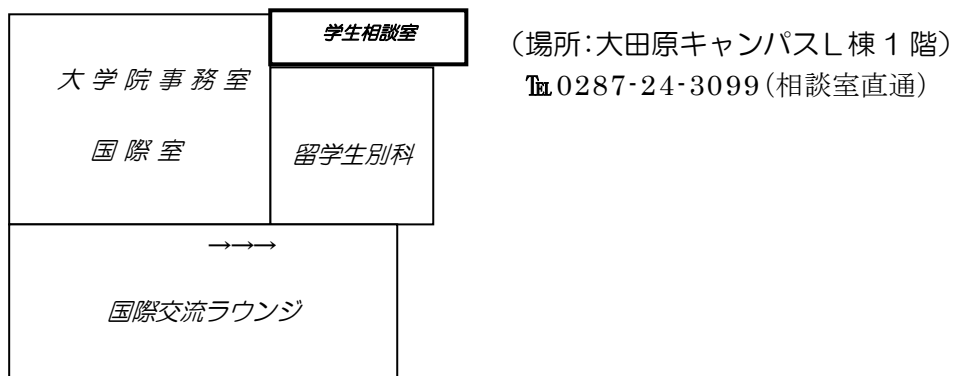 学生相談室
(場所:大田原キャンパスL棟1階)
大学院事務室
℡0287-24-3099(相談室直通)
国際室
留学生別科
→→→
国際交流ラウンジ